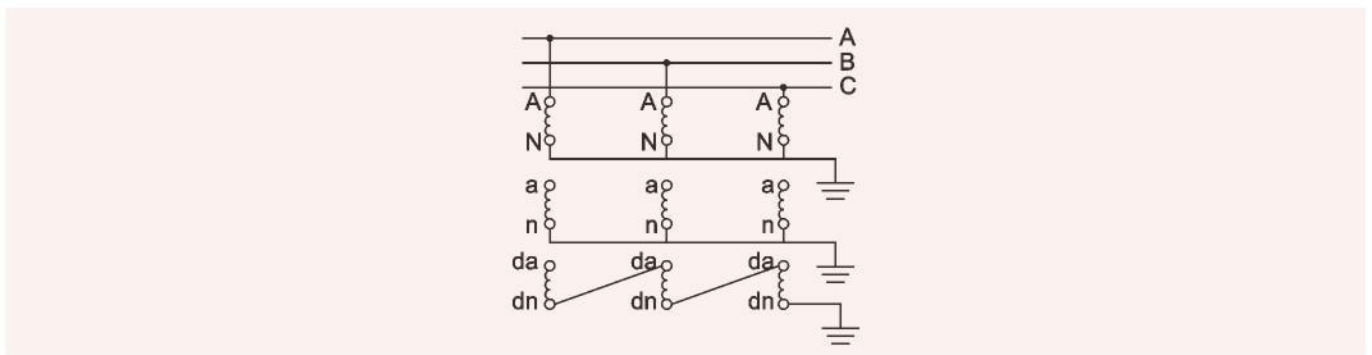 A
B
C
A A A
N N N
a a a
n n n
da da da
dn dn dn